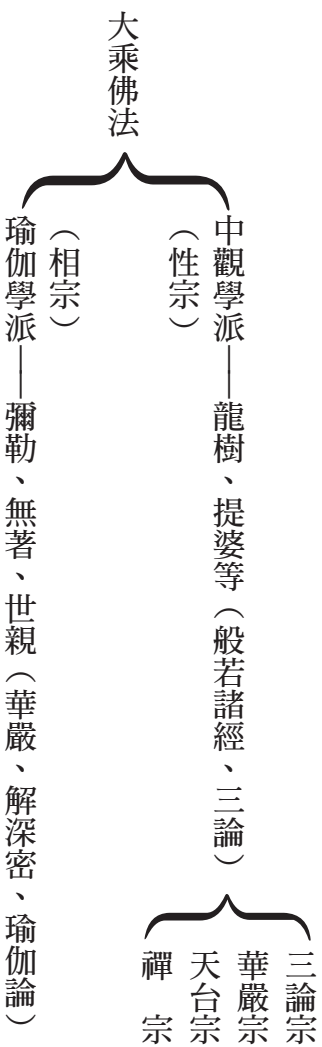 大乘佛法
中觀學派——龍樹、提婆等（般若諸經、三論）
（性宗）
三論宗
華嚴宗
天台宗
禪　宗
（相宗）
瑜伽學派——彌勒、無著、世親（華嚴、解深密、瑜伽論）